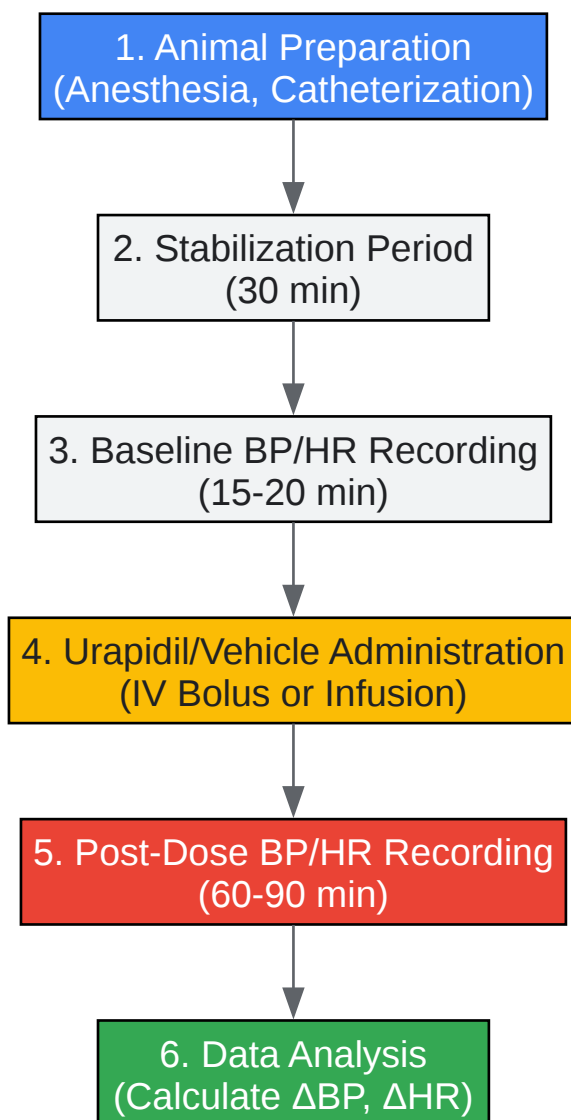 1. Animal Preparation
(Anesthesia, Catheterization)
2. Stabilization Period
(30 min)
3. Baseline BP/HR Recording
(15-20 min)
4. Urapidil/Vehicle Administration
(IV Bolus or Infusion)
5. Post-Dose BP/HR Recording
(60-90 min)
6. Data Analysis
(Calculate ΔBP, ΔHR)